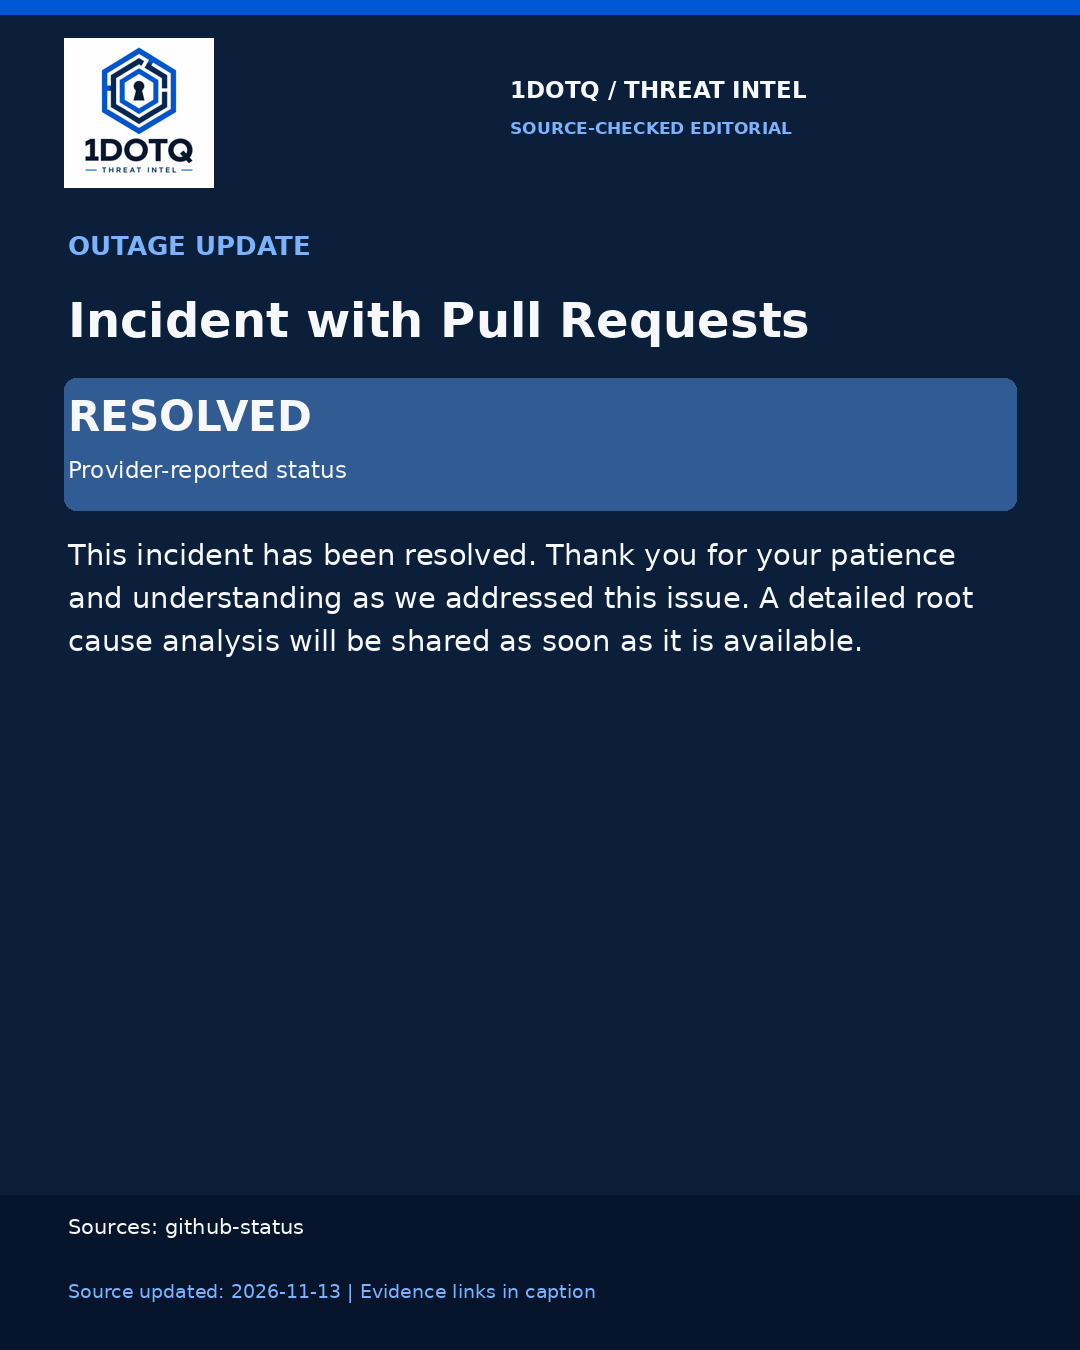 1DOTQ
THREAT INTEL
1DOTQ / THREAT INTEL
SOURCE-CHECKED EDITORIAL
OUTAGE UPDATE
Incident with Pull Requests
RESOLVED
Provider-reported status
This incident has been resolved. Thank you for your patience
and understanding as we addressed this issue. A detailed root
cause analysis will be shared as soon as it is available.
Sources: github-status
Source updated: 2026-11-13 | Evidence links in caption